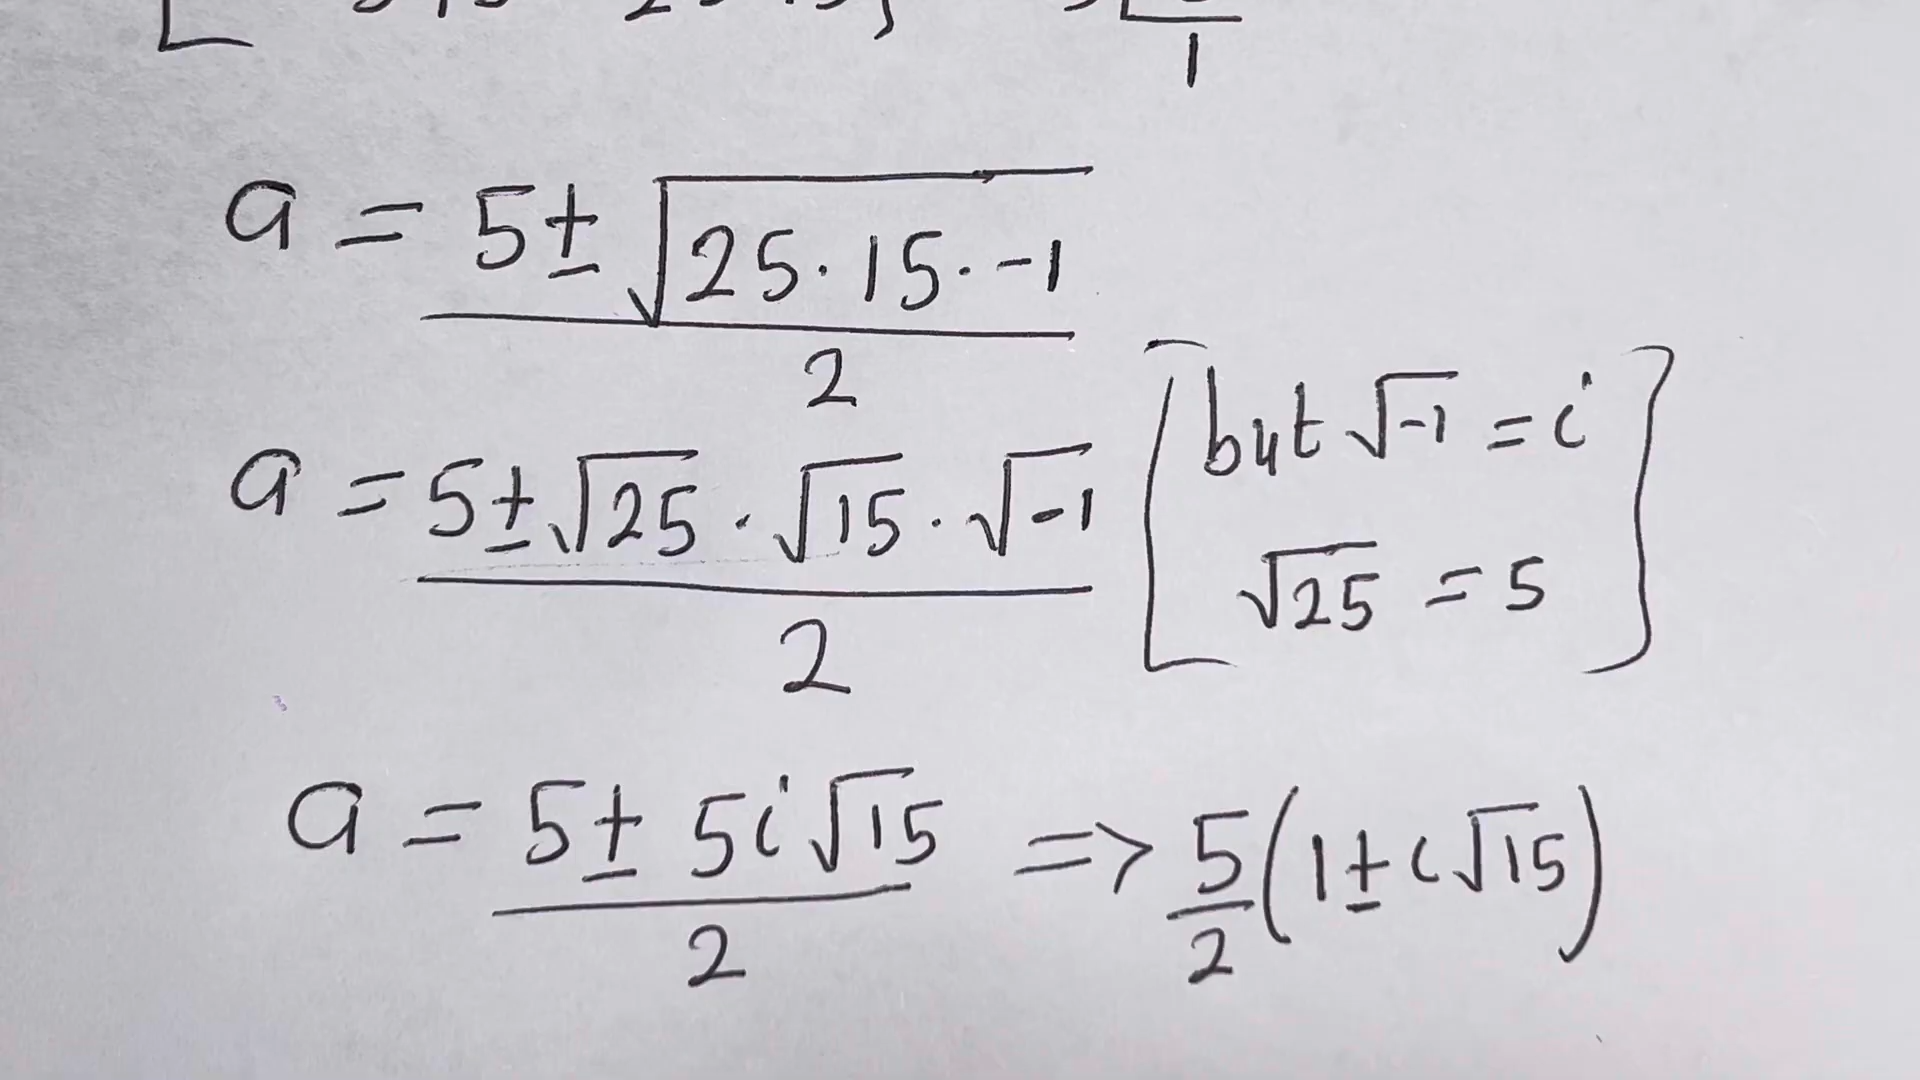 1
a = 5 ± √25 · 15 · -1
2
a = 5 ± √25 · √15 · √-1
2
[but √-1 = i
√25 = 5]
a = 5 ± 5i√15 => 5/2 (1 ± i√15)
2